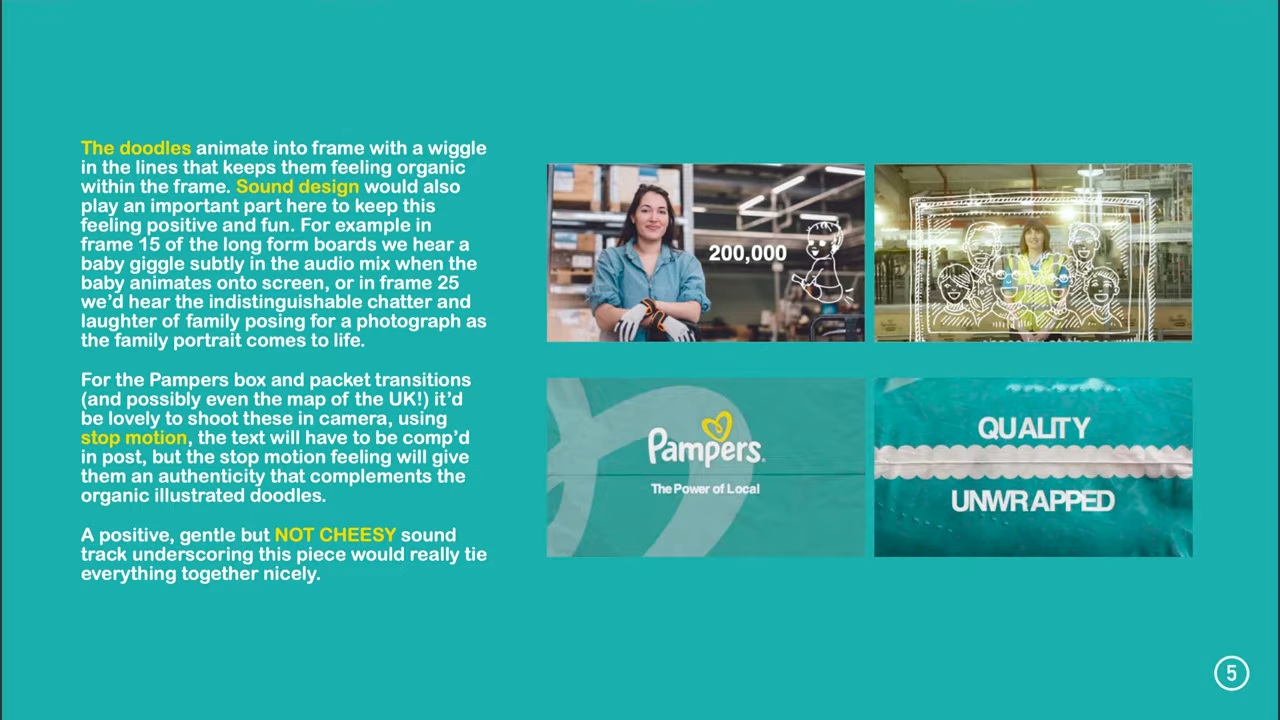 The doodles animate into frame with a wiggle
in the lines that keeps them feeling organic
within the frame. Sound design would also
play an important part here to keep this
feeling positive and fun. For example in
frame 15 of the long form boards we hear a
baby giggle subtly in the audio mix when the
baby animates onto screen, or in frame 25
we’d hear the indistinguishable chatter and
laughter of family posing for a photograph as
the family portrait comes to life.
For the Pampers box and packet transitions
(and possibly even the map of the UK!) it’d
be lovely to shoot these in camera, using
stop motion, the text will have to be comp’d
in post, but the stop motion feeling will give
them an authenticity that complements the
organic illustrated doodles.
A positive, gentle but NOT CHEESY sound
track underscoring this piece would really tie
everything together nicely.
200,000
Pampers
The Power of Local
QUALITY
UNWRAPPED
5